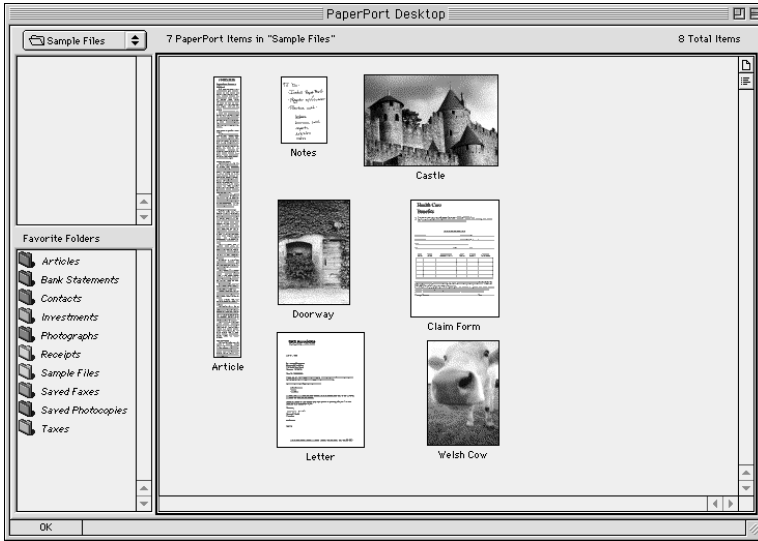 PaperPort Desktop
Sample Files
7 PaperPort Items in "Sample Files"
8 Total Items
Notes
Castle
Health Care
Benefits
Doorway
Claim Form
Article
Letter
Welsh Cow
Favorite Folders
Articles
Bank Statements
Contacts
Investments
Photographs
Receipts
Sample Files
Saved Faxes
Saved Photocopies
Taxes
OK